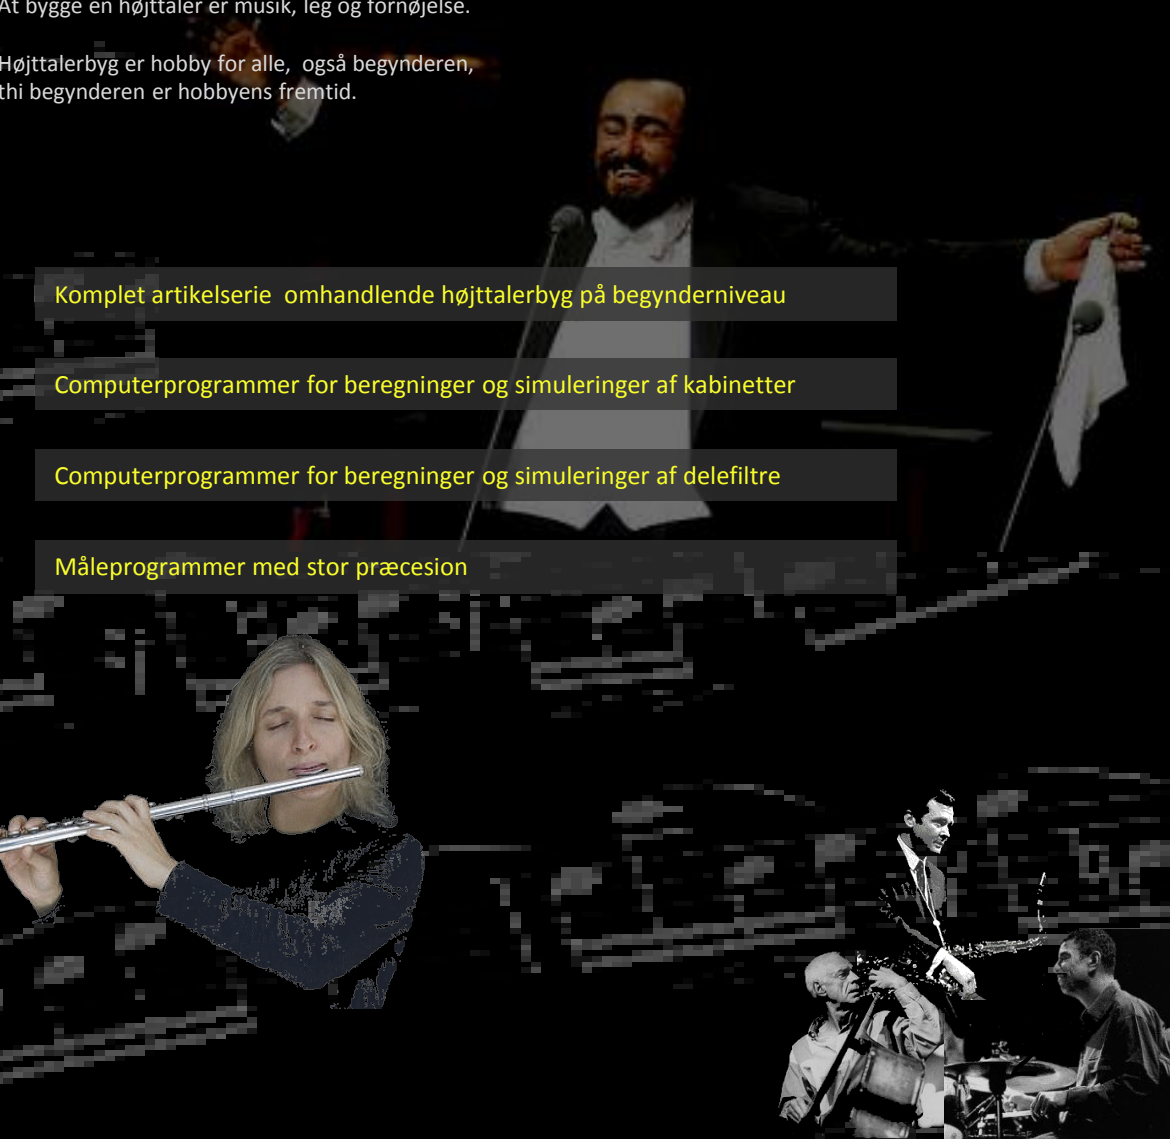 At bygge en højttaler er musik, leg og fornøjelse.
Højttalerbyg er hobby for alle, også begynderen,
thi begynderen er hobbyens fremtid.
Komplet artikelserie omhandlende højttalerbyg på begynderniveau
Computerprogrammer for beregninger og simuleringer af kabinetter
Computerprogrammer for beregninger og simuleringer af delefiltre
Måleprogrammer med stor præcesion